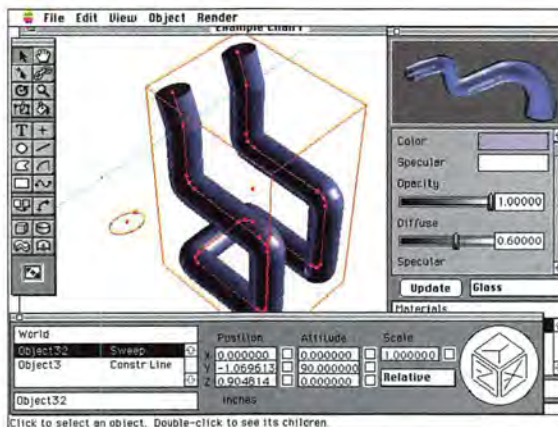 File Edit View Object Render
Example Chart
T
Color
Specular
Opacity
1.00000
Diffuse
0.60000
Specular
Update Glass
Materials
World
Object32 Sweep
Object3 Constr Line
Object32
Position Attitude Scale
X 0.000000 0.000000 1.000000
Y -1.069613 90.000000
Z 0.904814 0.000000 Relative
inches
Click to select an object. Double-click to see its children.